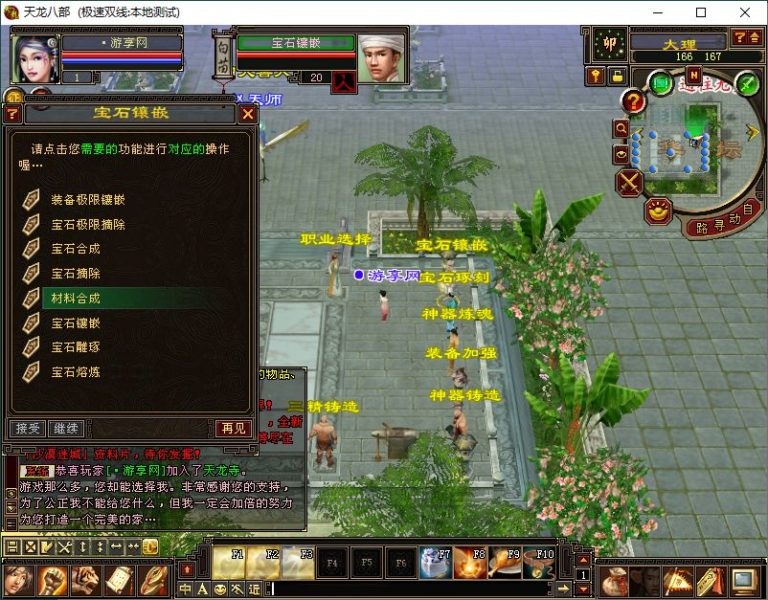 天龙八部 (极速双线:本地测试)
·游享网
1
宝石镶嵌
20
卯
大理
166 167
N
宝石镶嵌
请点击您需要的功能进行对应的操作
喔…
装备极限镶嵌
宝石极限摘除
宝石合成
宝石摘除
材料合成
宝石镶嵌
宝石雕琢
宝石熔炼
接受 继续 再见
职业选择
宝石镶嵌
游享网
宝石琢刻
神器炼魂
装备加强
神器铸造
精铸造
自动寻路
的物品、
全新
恭喜玩家[·游享网]加入了天龙寺。
游戏那么多，您却能选择我。非常感谢您的支持，
为了公正我不能给您什么，但我一定会加倍的努力
为您打造一个完美的家…
F1 F2 F3 F4 F5 F6 F7 F8 F9 F10
1
中 A 近